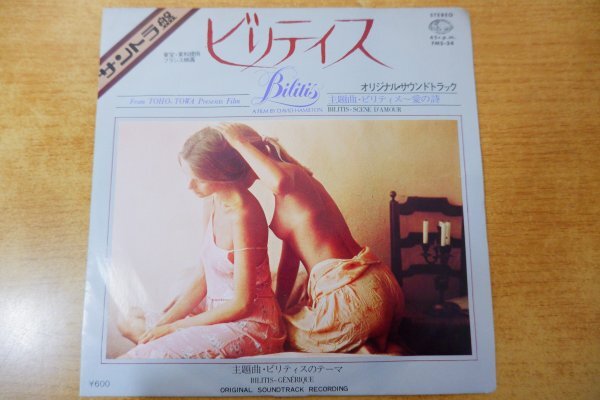 サントラ盤
ビリティス
STEREO
45r.p.m.
FMS-34
東宝東和提供
フランス映画
Bilitis
オリジナル・サウンドトラック
From TOHO-TOWA Presents Film
A FILM BY DAVID HAMILTON
主題曲・ビリティス〜愛の詩
BILITIS-SCENE D'AMOUR
主題曲・ビリティスのテーマ
BILITIS-GÉNÉRIQUE
¥600
ORIGINAL SOUNDTRACK RECORDING